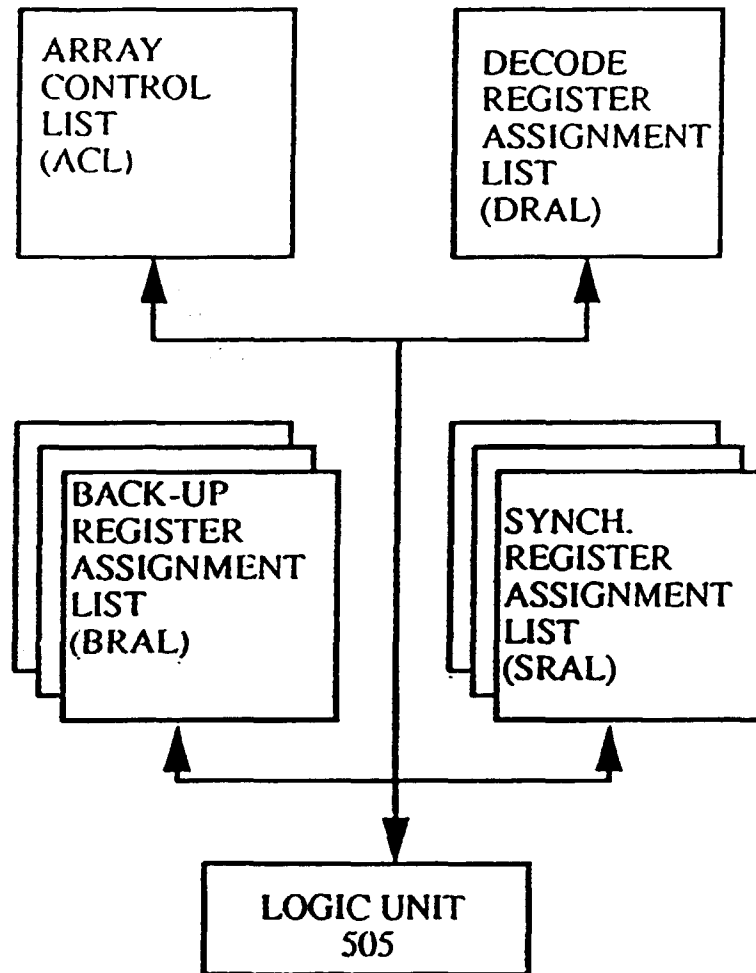 ARRAY
CONTROL
LIST
(ACL)
DECODE
REGISTER
ASSIGNMENT
LIST
(DRAL)
BACK-UP
REGISTER
ASSIGNMENT
LIST
(BRAL)
SYNCH.
REGISTER
ASSIGNMENT
LIST
(SRAL)
LOGIC UNIT
505